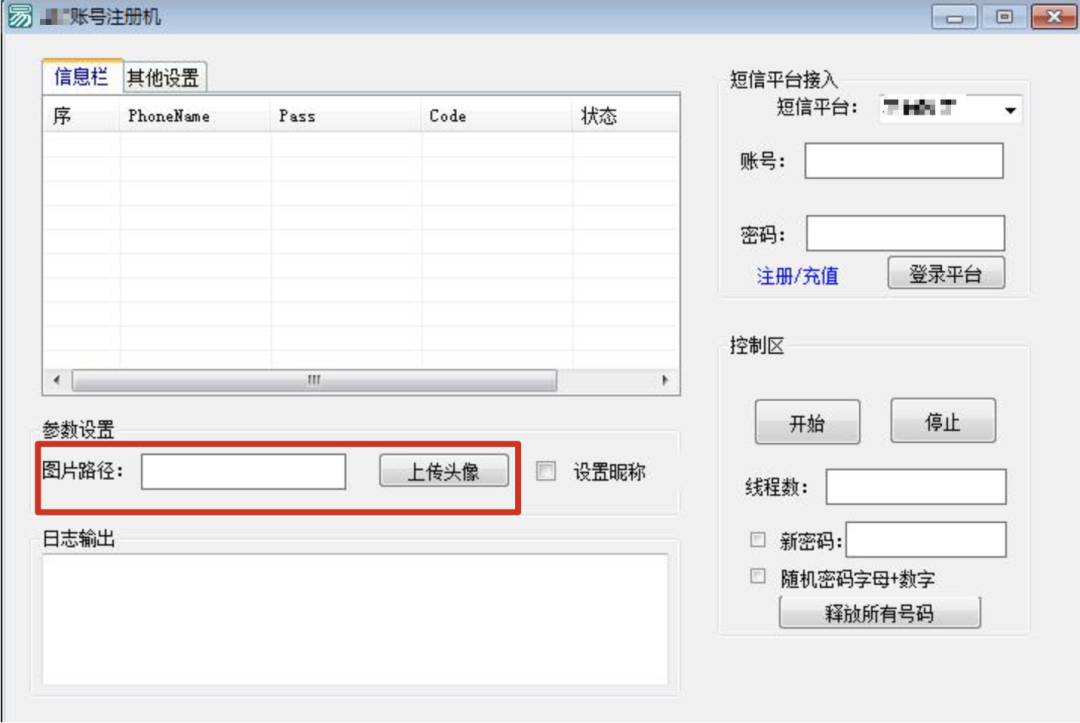 账号注册机
信息栏 其他设置
序 PhoneName Pass Code 状态
参数设置
图片路径: 上传头像 设置昵称
日志输出
短信平台接入
短信平台:
账号:
密码:
注册/充值 登录平台
控制区
开始 停止
线程数:
新密码:
随机密码字母+数字
释放所有号码